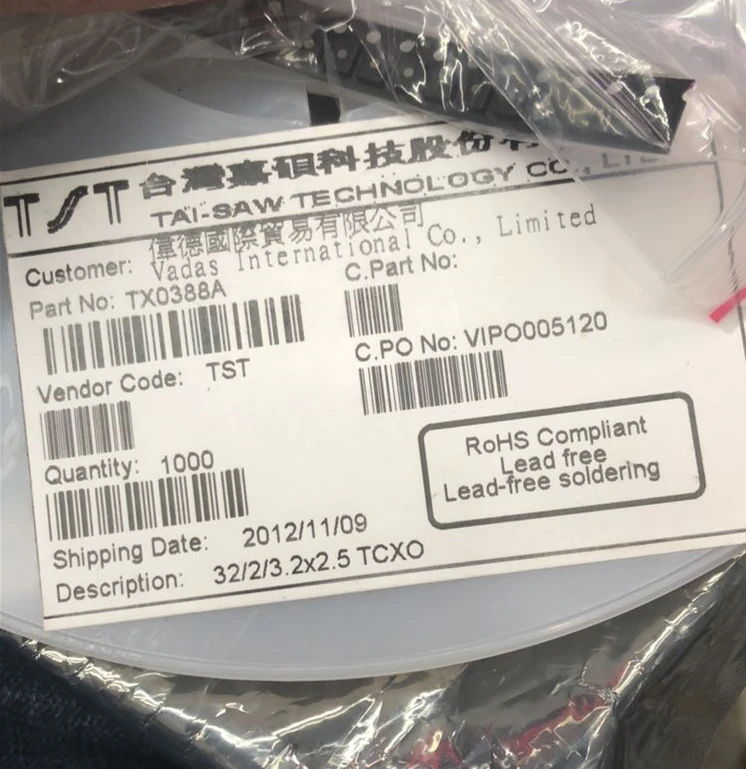 TST 台灣嘉碩科技股份有
TAI-SAW TECHNOLOGY CO., LT
偉德國際貿易有限公司
Customer: Vadas International Co., Limited
Part No: TX0388A
C.Part No:
Vendor Code: TST
C.PO No: VIPO005120
Quantity: 1000
RoHS Compliant
Lead free
Lead-free soldering
Shipping Date: 2012/11/09
Description: 32/2/3.2x2.5 TCXO